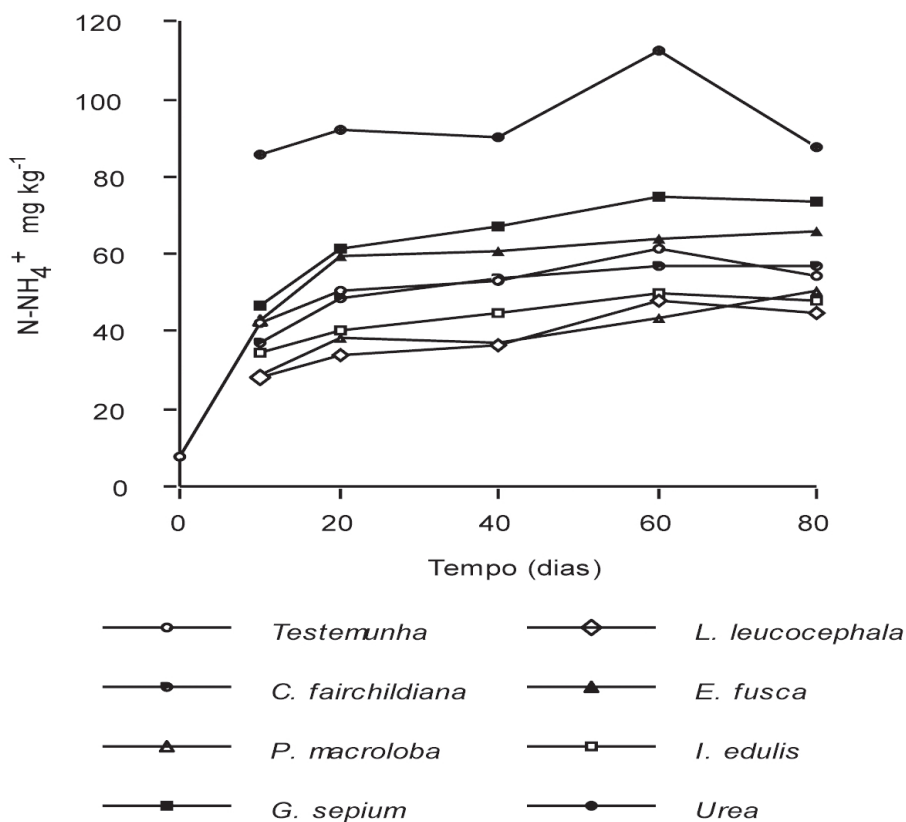 120
100
80
60
40
20
0
N-NH₄⁺ mg kg⁻¹
0 20 40 60 80
Tempo (dias)
Testemunha L. leucocephala
C. fairchildiana E. fusca
P. macroloba I. edulis
G. sepium Urea